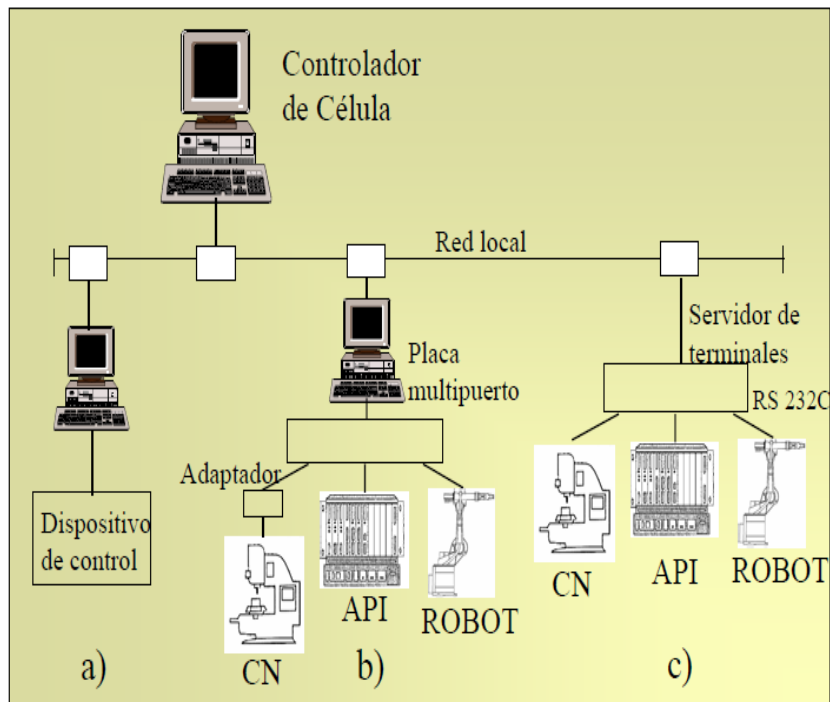 Controlador
de Célula
Red local
Servidor de
terminales
Placa
multipuerto
RS 232C
Adaptador
Dispositivo
de control
CN
API
ROBOT
CN
API
ROBOT
a)
b)
c)